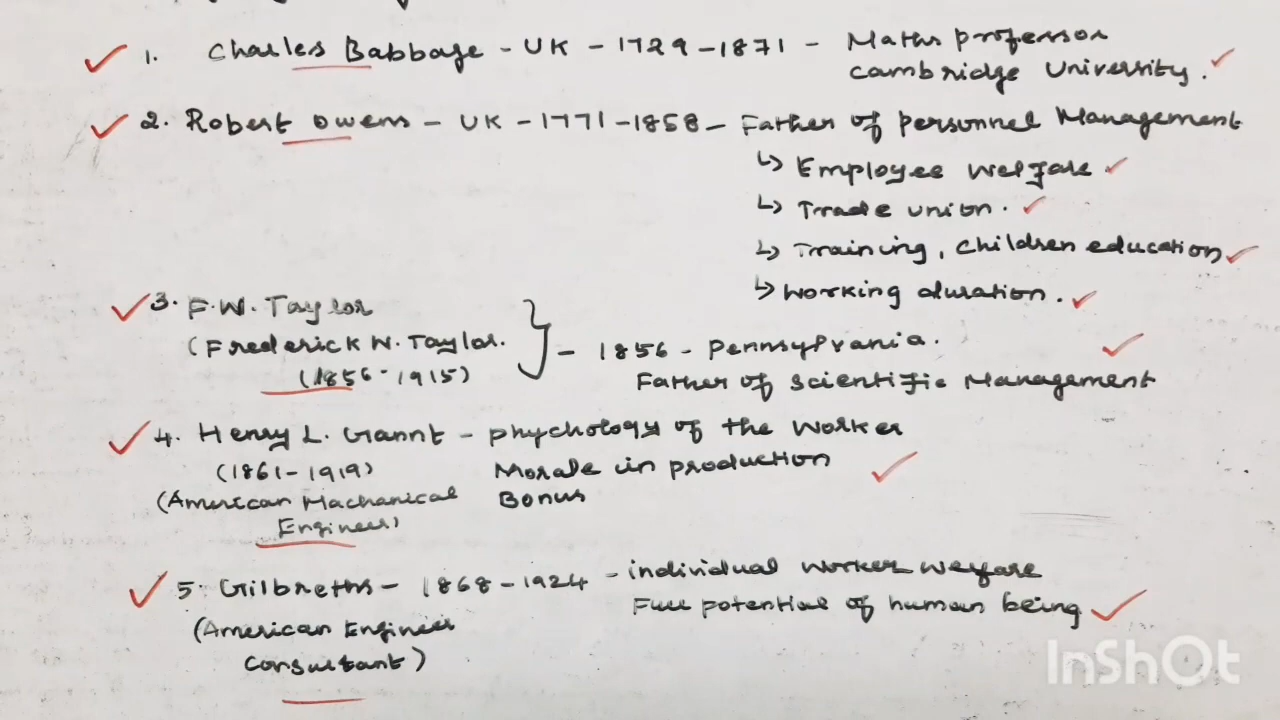 1. Charles Babbage - UK - 1729-1871 - Maths professor
Cambridge University.
2. Robert Owens - UK - 1771-1858 - Father of personnel Management
↳ Employee welfare
↳ Trade union.
↳ Training, children education
↳ Working duration.
3. F.W. Taylor
(Frederick W. Taylor.
(1856-1915)
- 1856 - Pennsylvania.
Father of scientific Management
4. Henry L. Gannt - phychology of the worker
(1861-1919) Morale in production
(American Machanical Bonus
Engineer)
5. Gilbreths - 1868-1924 - individual worker welfare
Full potential of human being
(American Engineer
Consultant)
InShOt